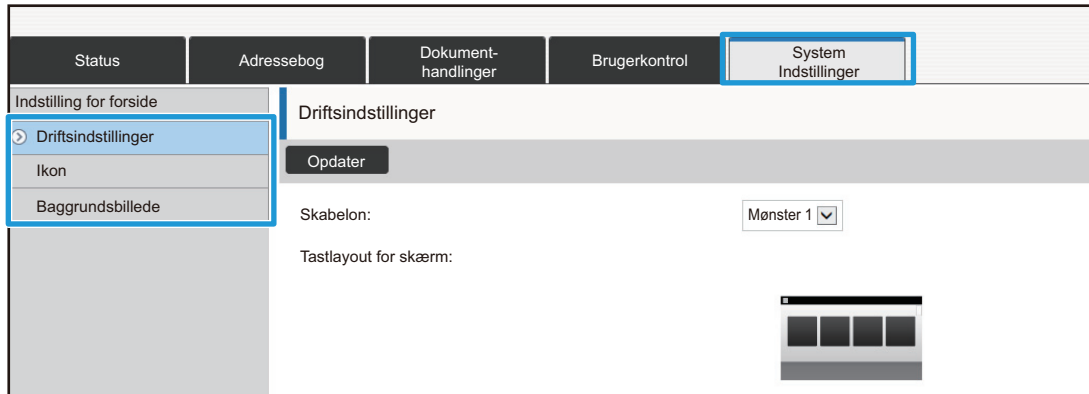 Status
Adressebog
Dokument-
handlinger
Brugerkontrol
System
Indstillinger
Indstilling for forside
Driftsindstillinger
Ikon
Baggrundsbillede
Driftsindstillinger
Opdater
Skabelon:
Mønster 1
Tastlayout for skærm: